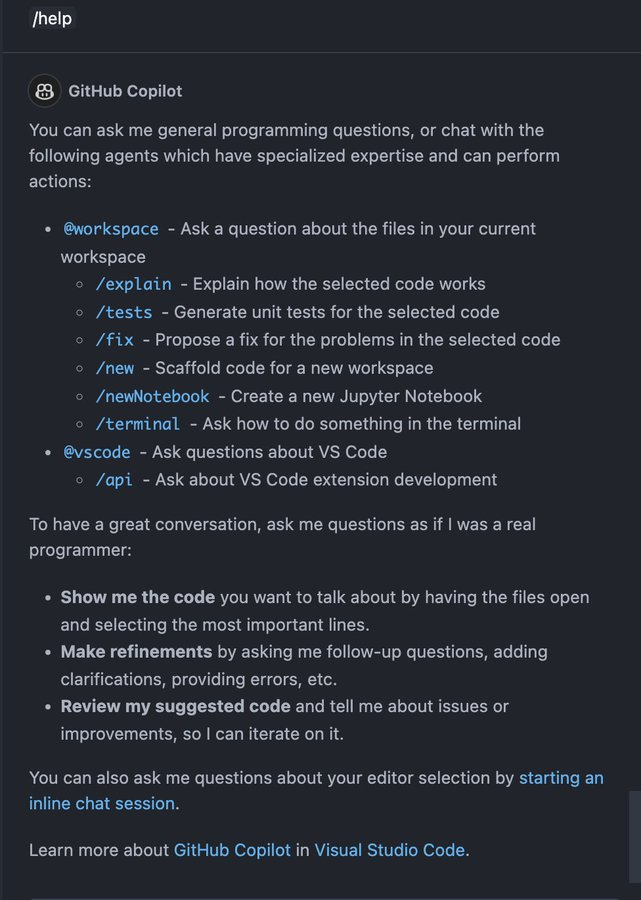 /help
GitHub Copilot
You can ask me general programming questions, or chat with the
following agents which have specialized expertise and can perform
actions:
• @workspace - Ask a question about the files in your current
workspace
◦ /explain - Explain how the selected code works
◦ /tests - Generate unit tests for the selected code
◦ /fix - Propose a fix for the problems in the selected code
◦ /new - Scaffold code for a new workspace
◦ /newNotebook - Create a new Jupyter Notebook
◦ /terminal - Ask how to do something in the terminal
• @vscode - Ask questions about VS Code
◦ /api - Ask about VS Code extension development
To have a great conversation, ask me questions as if I was a real
programmer:
• Show me the code you want to talk about by having the files open
and selecting the most important lines.
• Make refinements by asking me follow-up questions, adding
clarifications, providing errors, etc.
• Review my suggested code and tell me about issues or
improvements, so I can iterate on it.
You can also ask me questions about your editor selection by starting an
inline chat session.
Learn more about GitHub Copilot in Visual Studio Code.